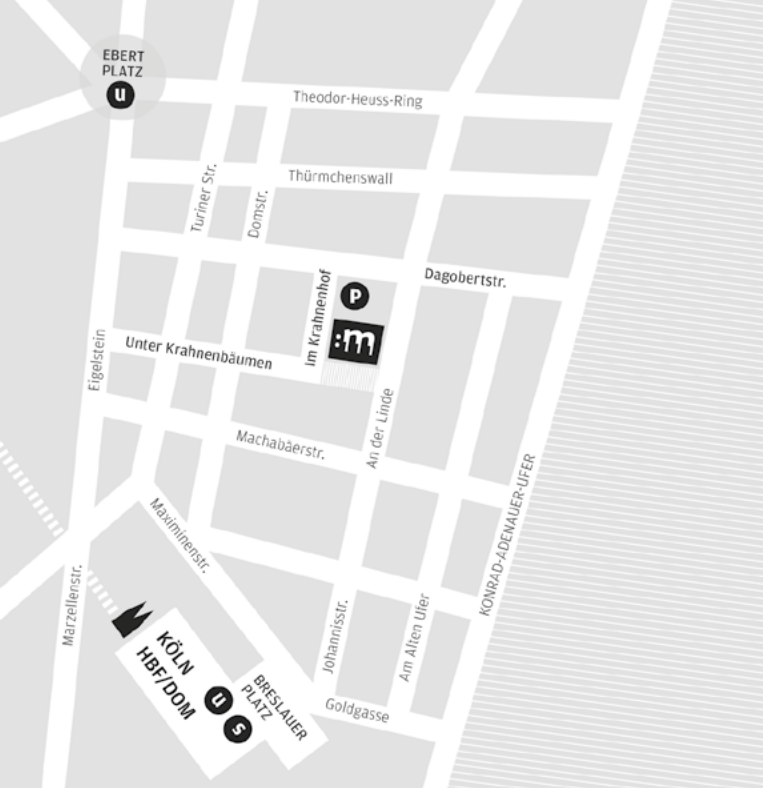 EBERT
PLATZ
u
Theodor-Heuss-Ring
Thürmchenswall
Turiner Str.
Domstr.
Dagobertstr.
Im Krahnenhof
P
:m
Unter Krahnenbäumen
Eigelstein
An der Linde
Machabäerstr.
KONRAD-ADENAUER-UFER
Maximinenstr.
Marzellenstr.
Johannisstr.
Am Alten Ufer
KÖLN
HBF/DOM
u
s
BRESLAUER
PLATZ
Goldgasse